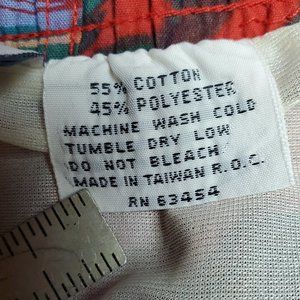 55% COTTON
45% POLYESTER
MACHINE WASH COLD
TUMBLE DRY LOW
DO NOT BLEACH
MADE IN TAIWAN R.O.C.
RN 63454